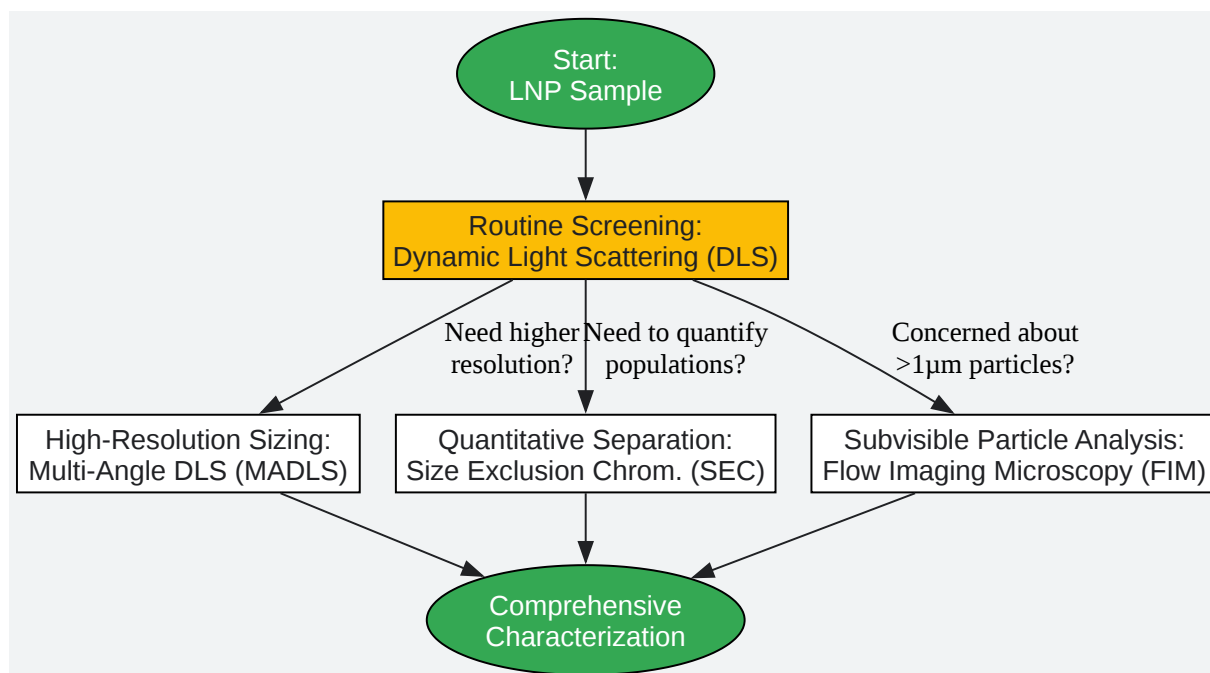 Start:
LNP Sample
Routine Screening:
Dynamic Light Scattering (DLS)
Need higher
resolution?
Need to quantify
populations?
Concerned about
>1µm particles?
High-Resolution Sizing:
Multi-Angle DLS (MADLS)
Quantitative Separation:
Size Exclusion Chrom. (SEC)
Subvisible Particle Analysis:
Flow Imaging Microscopy (FIM)
Comprehensive
Characterization